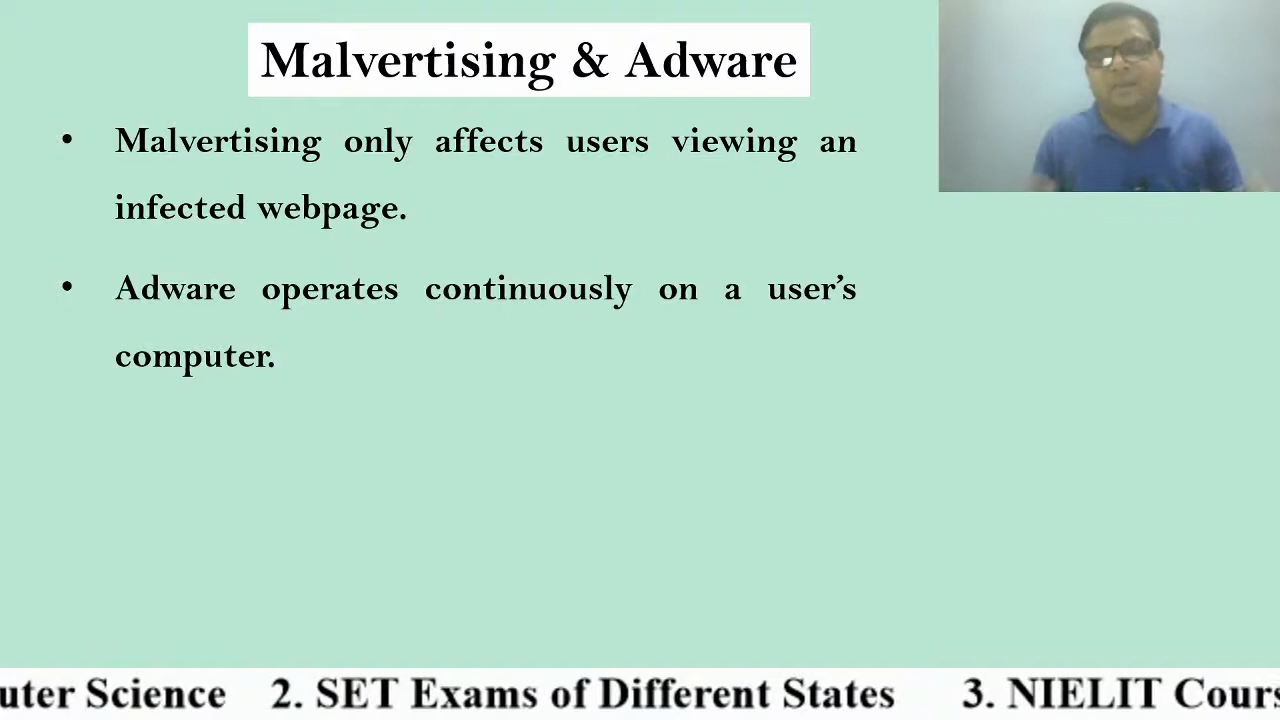 Malvertising & Adware
• Malvertising only affects users viewing an
infected webpage.
• Adware operates continuously on a user’s
computer.
uter Science 2. SET Exams of Different States 3. NIELIT Cours